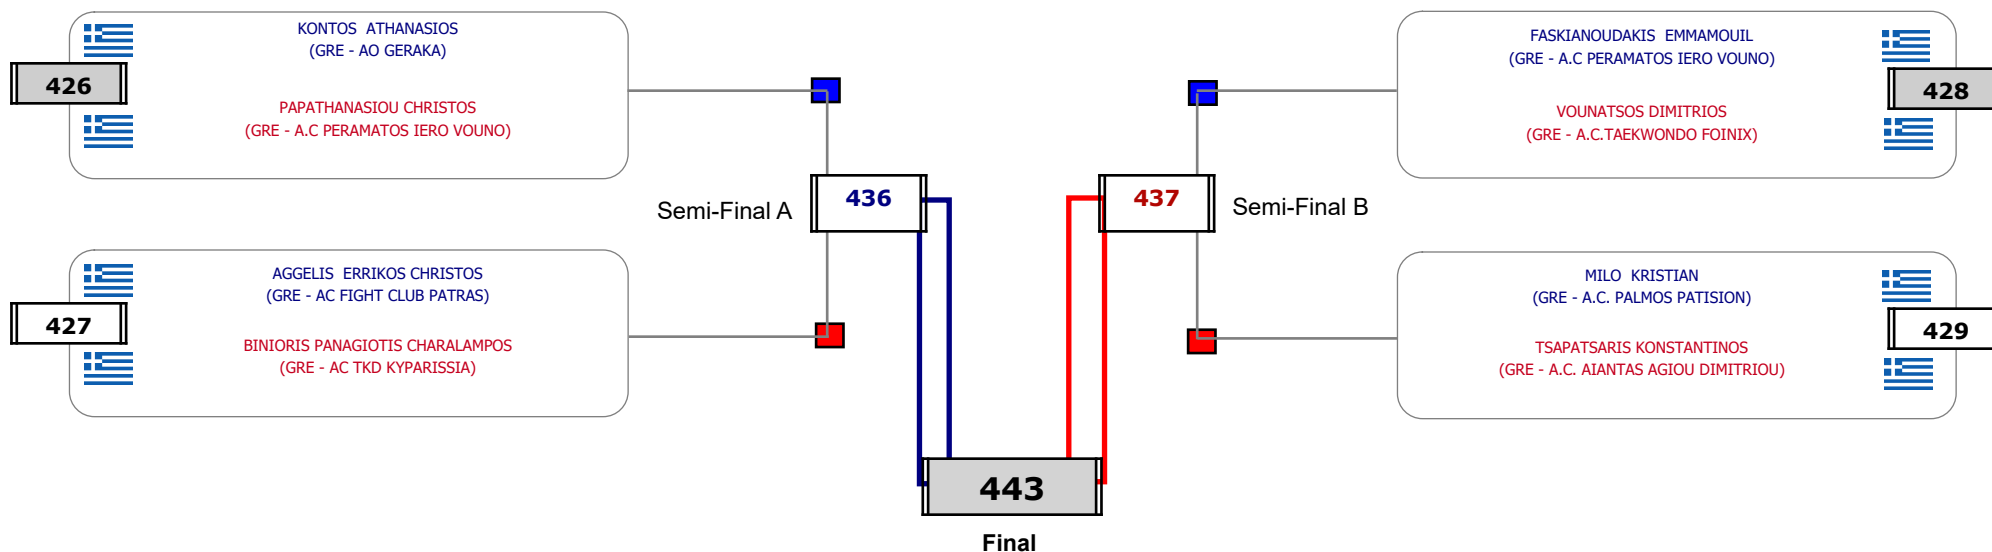 KONTOS ATHANASIOS
(GRE - AO GERAKA)
426
PAPATHANASIOU CHRISTOS
(GRE - A.C PERAMATOS IERO VOUNO)
FASKIANOUDAKIS EMMAMOUIL
(GRE - A.C PERAMATOS IERO VOUNO)
428
VOUNATSOS DIMITRIOS
(GRE - A.C.TAEKWONDO FOINIX)
Semi-Final A
436
437
Semi-Final B
AGGELIS ERRIKOS CHRISTOS
(GRE - AC FIGHT CLUB PATRAS)
427
BINIORIS PANAGIOTIS CHARALAMPOS
(GRE - AC TKD KYPARISSIA)
MILO KRISTIAN
(GRE - A.C. PALMOS PATISION)
429
TSAPATSARIS KONSTANTINOS
(GRE - A.C. AIANTAS AGIOU DIMITRIOU)
443
Final